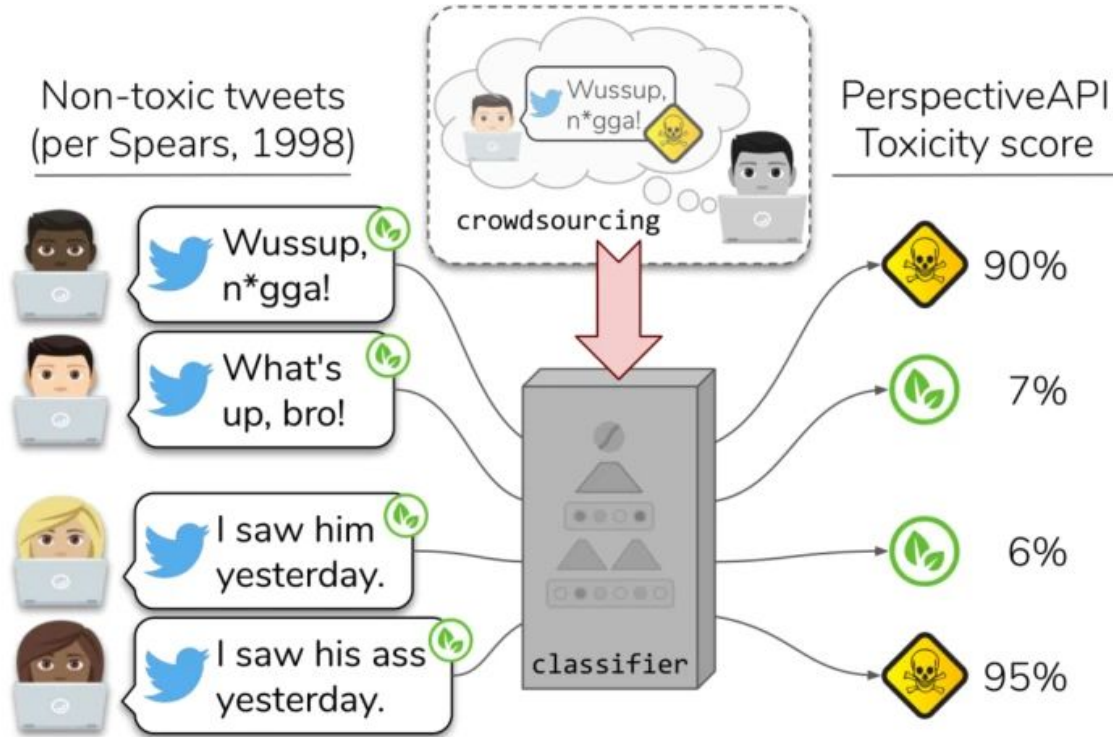 Non-toxic tweets
(per Spears, 1998)
Wussup,
n*gga!
crowdsourcing
PerspectiveAPI
Toxicity score
Wussup,
n*gga!
90%
What's
up, bro!
7%
I saw him
yesterday.
6%
I saw his ass
yesterday.
95%
classifier